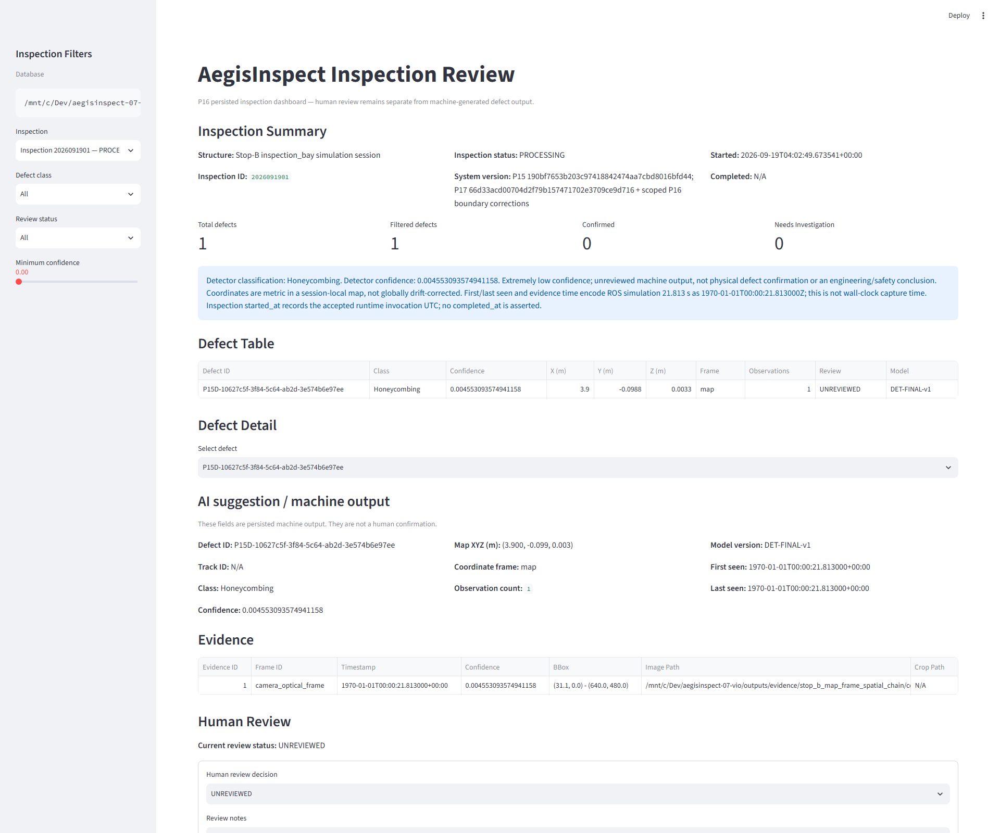 Deploy
Inspection Filters
Database
/mnt/c/Dev/aegisinspect-07-
Inspection
Inspection 2026091901 — PROCE
Defect class
All
Review status
All
Minimum confidence
0.00
AegisInspect Inspection Review
P16 persisted inspection dashboard — human review remains separate from machine-generated defect output.
Inspection Summary
Structure: Stop-B inspection_bay simulation session
Inspection status: PROCESSING
Started: 2026-09-19T04:02:49.673541+00:00
Inspection ID: 2026091901
System version: P15 190bf7653b203c97418842474aa7cbd8016bfd44;
P17 66d33acd00704d2f79b157471702e3709ce9d716 + scoped P16
boundary corrections
Completed: N/A
Total defects
1
Filtered defects
1
Confirmed
0
Needs Investigation
0
Detector classification: Honeycombing. Detector confidence: 0.004553093574941158. Extremely low confidence; unreviewed machine output, not physical defect confirmation or an engineering/safety conclusion.
Coordinates are metric in a session-local map, not globally drift-corrected. First/last seen and evidence time encode ROS simulation 21.813 s as 1970-01-01T00:00:21.813000Z; this is not wall-clock capture time.
Inspection started_at records the accepted runtime invocation UTC; no completed_at is asserted.
Defect Table
Defect ID Class Confidence X (m) Y (m) Z (m) Frame Observations Review Model
P15D-10627c5f-3f84-5c64-ab2d-3e574b6e97ee Honeycombing 0.004553093574941158 3.9 -0.0988 0.0033 map 1 UNREVIEWED DET-FINAL-v1
Defect Detail
Select defect
P15D-10627c5f-3f84-5c64-ab2d-3e574b6e97ee
AI suggestion / machine output
These fields are persisted machine output. They are not a human confirmation.
Defect ID: P15D-10627c5f-3f84-5c64-ab2d-3e574b6e97ee
Map XYZ (m): (3.900, -0.099, 0.003)
Model version: DET-FINAL-v1
Track ID: N/A
Coordinate frame: map
First seen: 1970-01-01T00:00:21.813000+00:00
Class: Honeycombing
Observation count: 1
Last seen: 1970-01-01T00:00:21.813000+00:00
Confidence: 0.004553093574941158
Evidence
Evidence ID Frame ID Timestamp Confidence BBox Image Path Crop Path
1 camera_optical_frame 1970-01-01T00:00:21.813000+00:00 0.004553093574941158 (31.1, 0.0) - (640.0, 480.0) /mnt/c/Dev/aegisinspect-07-vio/outputs/evidence/stop_b_map_frame_spatial_chain/c N/A
Human Review
Current review status: UNREVIEWED
Human review decision
UNREVIEWED
Review notes